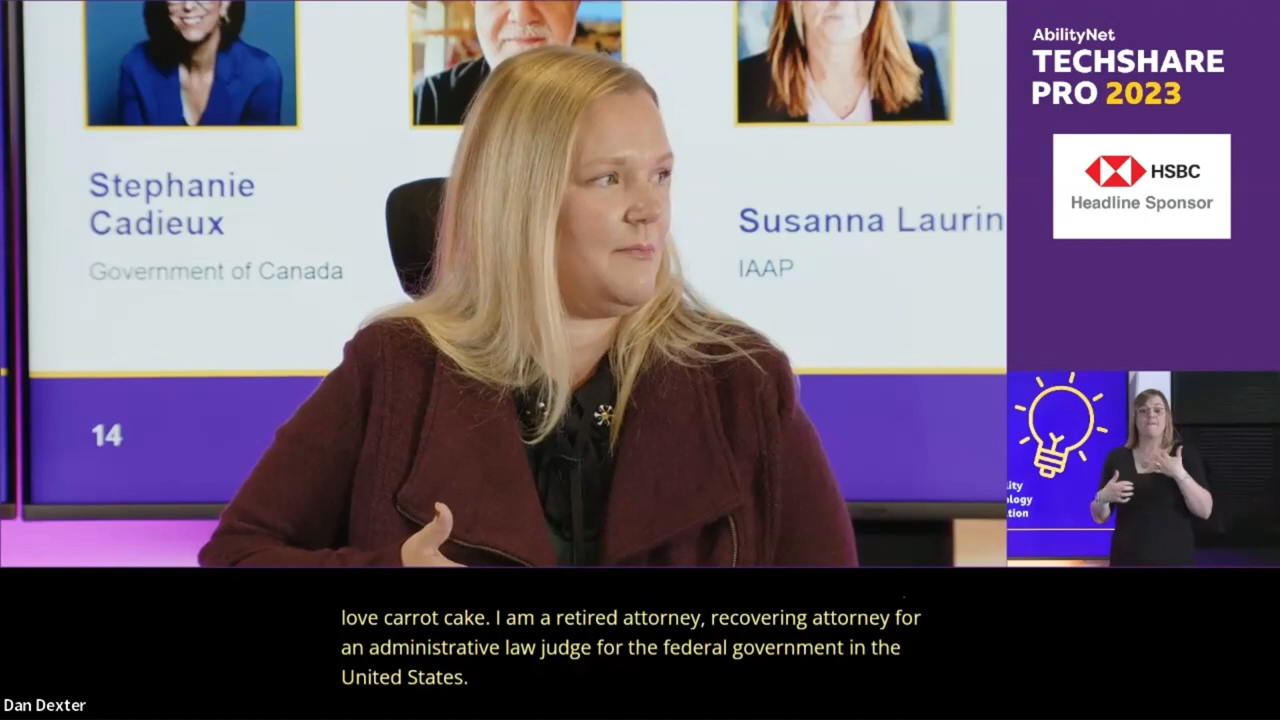 Stephanie
Cadieux
Government of Canada
Susanna Laurin
IAAP
14
AbilityNet
TECHSHARE
PRO 2023
HSBC
Headline Sponsor
love carrot cake. I am a retired attorney, recovering attorney for
an administrative law judge for the federal government in the
United States.
Dan Dexter